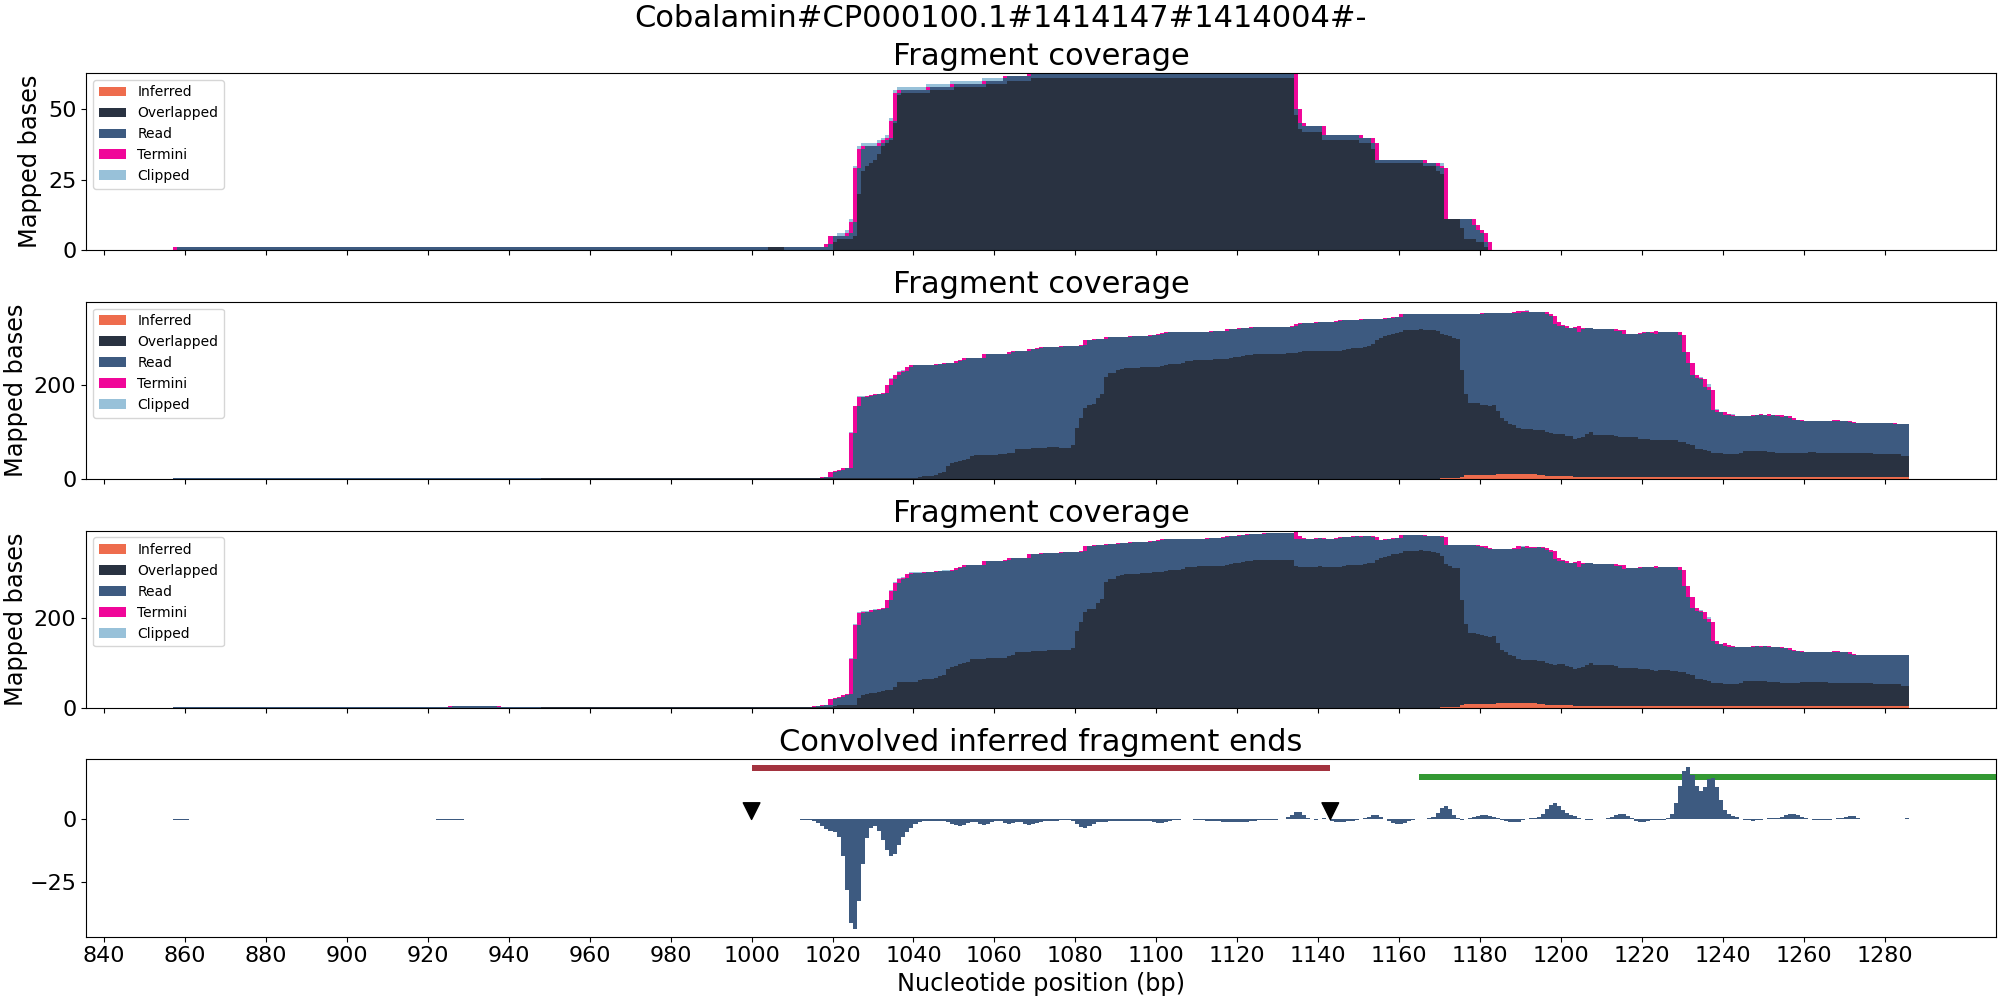 Cobalamin#CP000100.1#1414147#1414004#-
Fragment coverage
Mapped bases
50
25
0
Inferred
Overlapped
Read
Termini
Clipped
Fragment coverage
Mapped bases
200
0
Inferred
Overlapped
Read
Termini
Clipped
Fragment coverage
Mapped bases
200
0
Inferred
Overlapped
Read
Termini
Clipped
Convolved inferred fragment ends
0
−25
840 860 880 900 920 940 960 980 1000 1020 1040 1060 1080 1100 1120 1140 1160 1180 1200 1220 1240 1260 1280
Nucleotide position (bp)